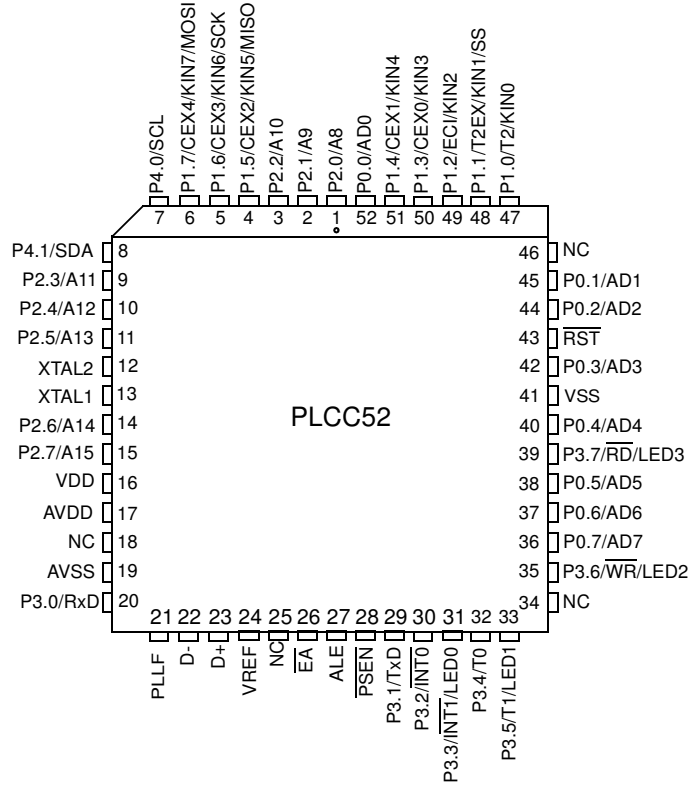 P4.0/SCL
P1.7/CEX4/KIN7/MOSI
P1.6/CEX3/KIN6/SCK
P1.5/CEX2/KIN5/MISO
P2.2/A10
P2.1/A9
P2.0/A8
P0.0/AD0
P1.4/CEX1/KIN4
P1.3/CEX0/KIN3
P1.2/ECI/KIN2
P1.1/T2EX/KIN1/SS
P1.0/T2/KIN0
7 6 5 4 3 2 1 52 51 50 49 48 47
P4.1/SDA 8 46 NC
P2.3/A11 9 45 P0.1/AD1
P2.4/A12 10 44 P0.2/AD2
P2.5/A13 11 43 RST
XTAL2 12 42 P0.3/AD3
XTAL1 13 41 VSS
P2.6/A14 14 40 P0.4/AD4
P2.7/A15 15 39 P3.7/RD/LED3
VDD 16 38 P0.5/AD5
AVDD 17 37 P0.6/AD6
NC 18 36 P0.7/AD7
AVSS 19 35 P3.6/WR/LED2
P3.0/RxD 20 34 NC
PLCC52
21 22 23 24 25 26 27 28 29 30 31 32 33
PLLF
D-
D+
VREF
NC
EA
ALE
PSEN
P3.1/TxD
P3.2/INT0
P3.3/INT1/LED0
P3.4/T0
P3.5/T1/LED1